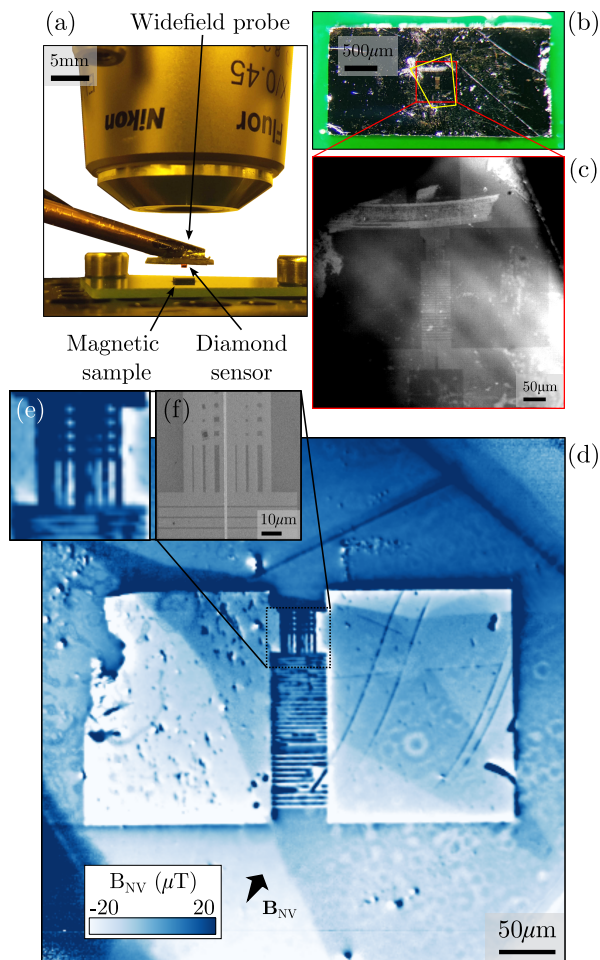 (a)
Widefield probe
5mm
Nikon
Fluor
X/0.45
Magnetic
sample
Diamond
sensor
(b)
500μm
(c)
50μm
(d)
(e)
(f)
10μm
B_NV (μT)
-20 20
B_NV
50μm